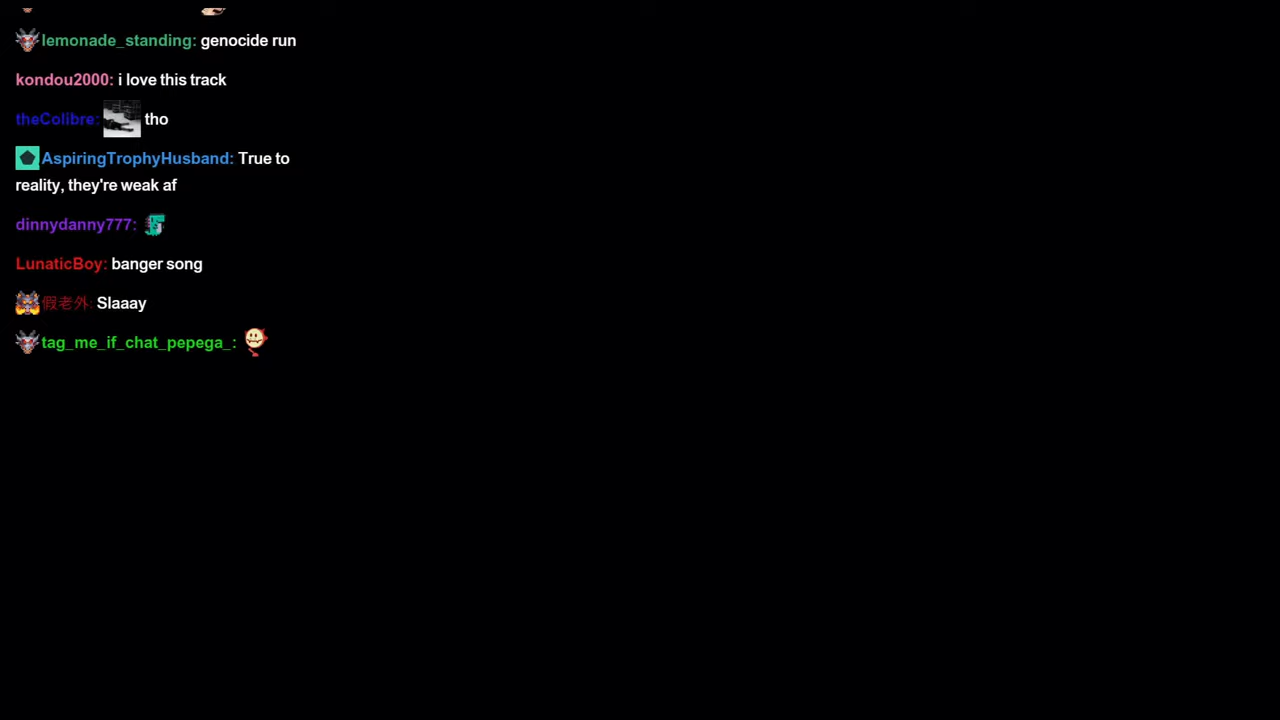 lemonade_standing: genocide run
kondou2000: i love this track
theColibre: tho
AspiringTrophyHusband: True to
reality, they're weak af
dinnydanny777:
LunaticBoy: banger song
假老外: Slaaay
tag_me_if_chat_pepega_: